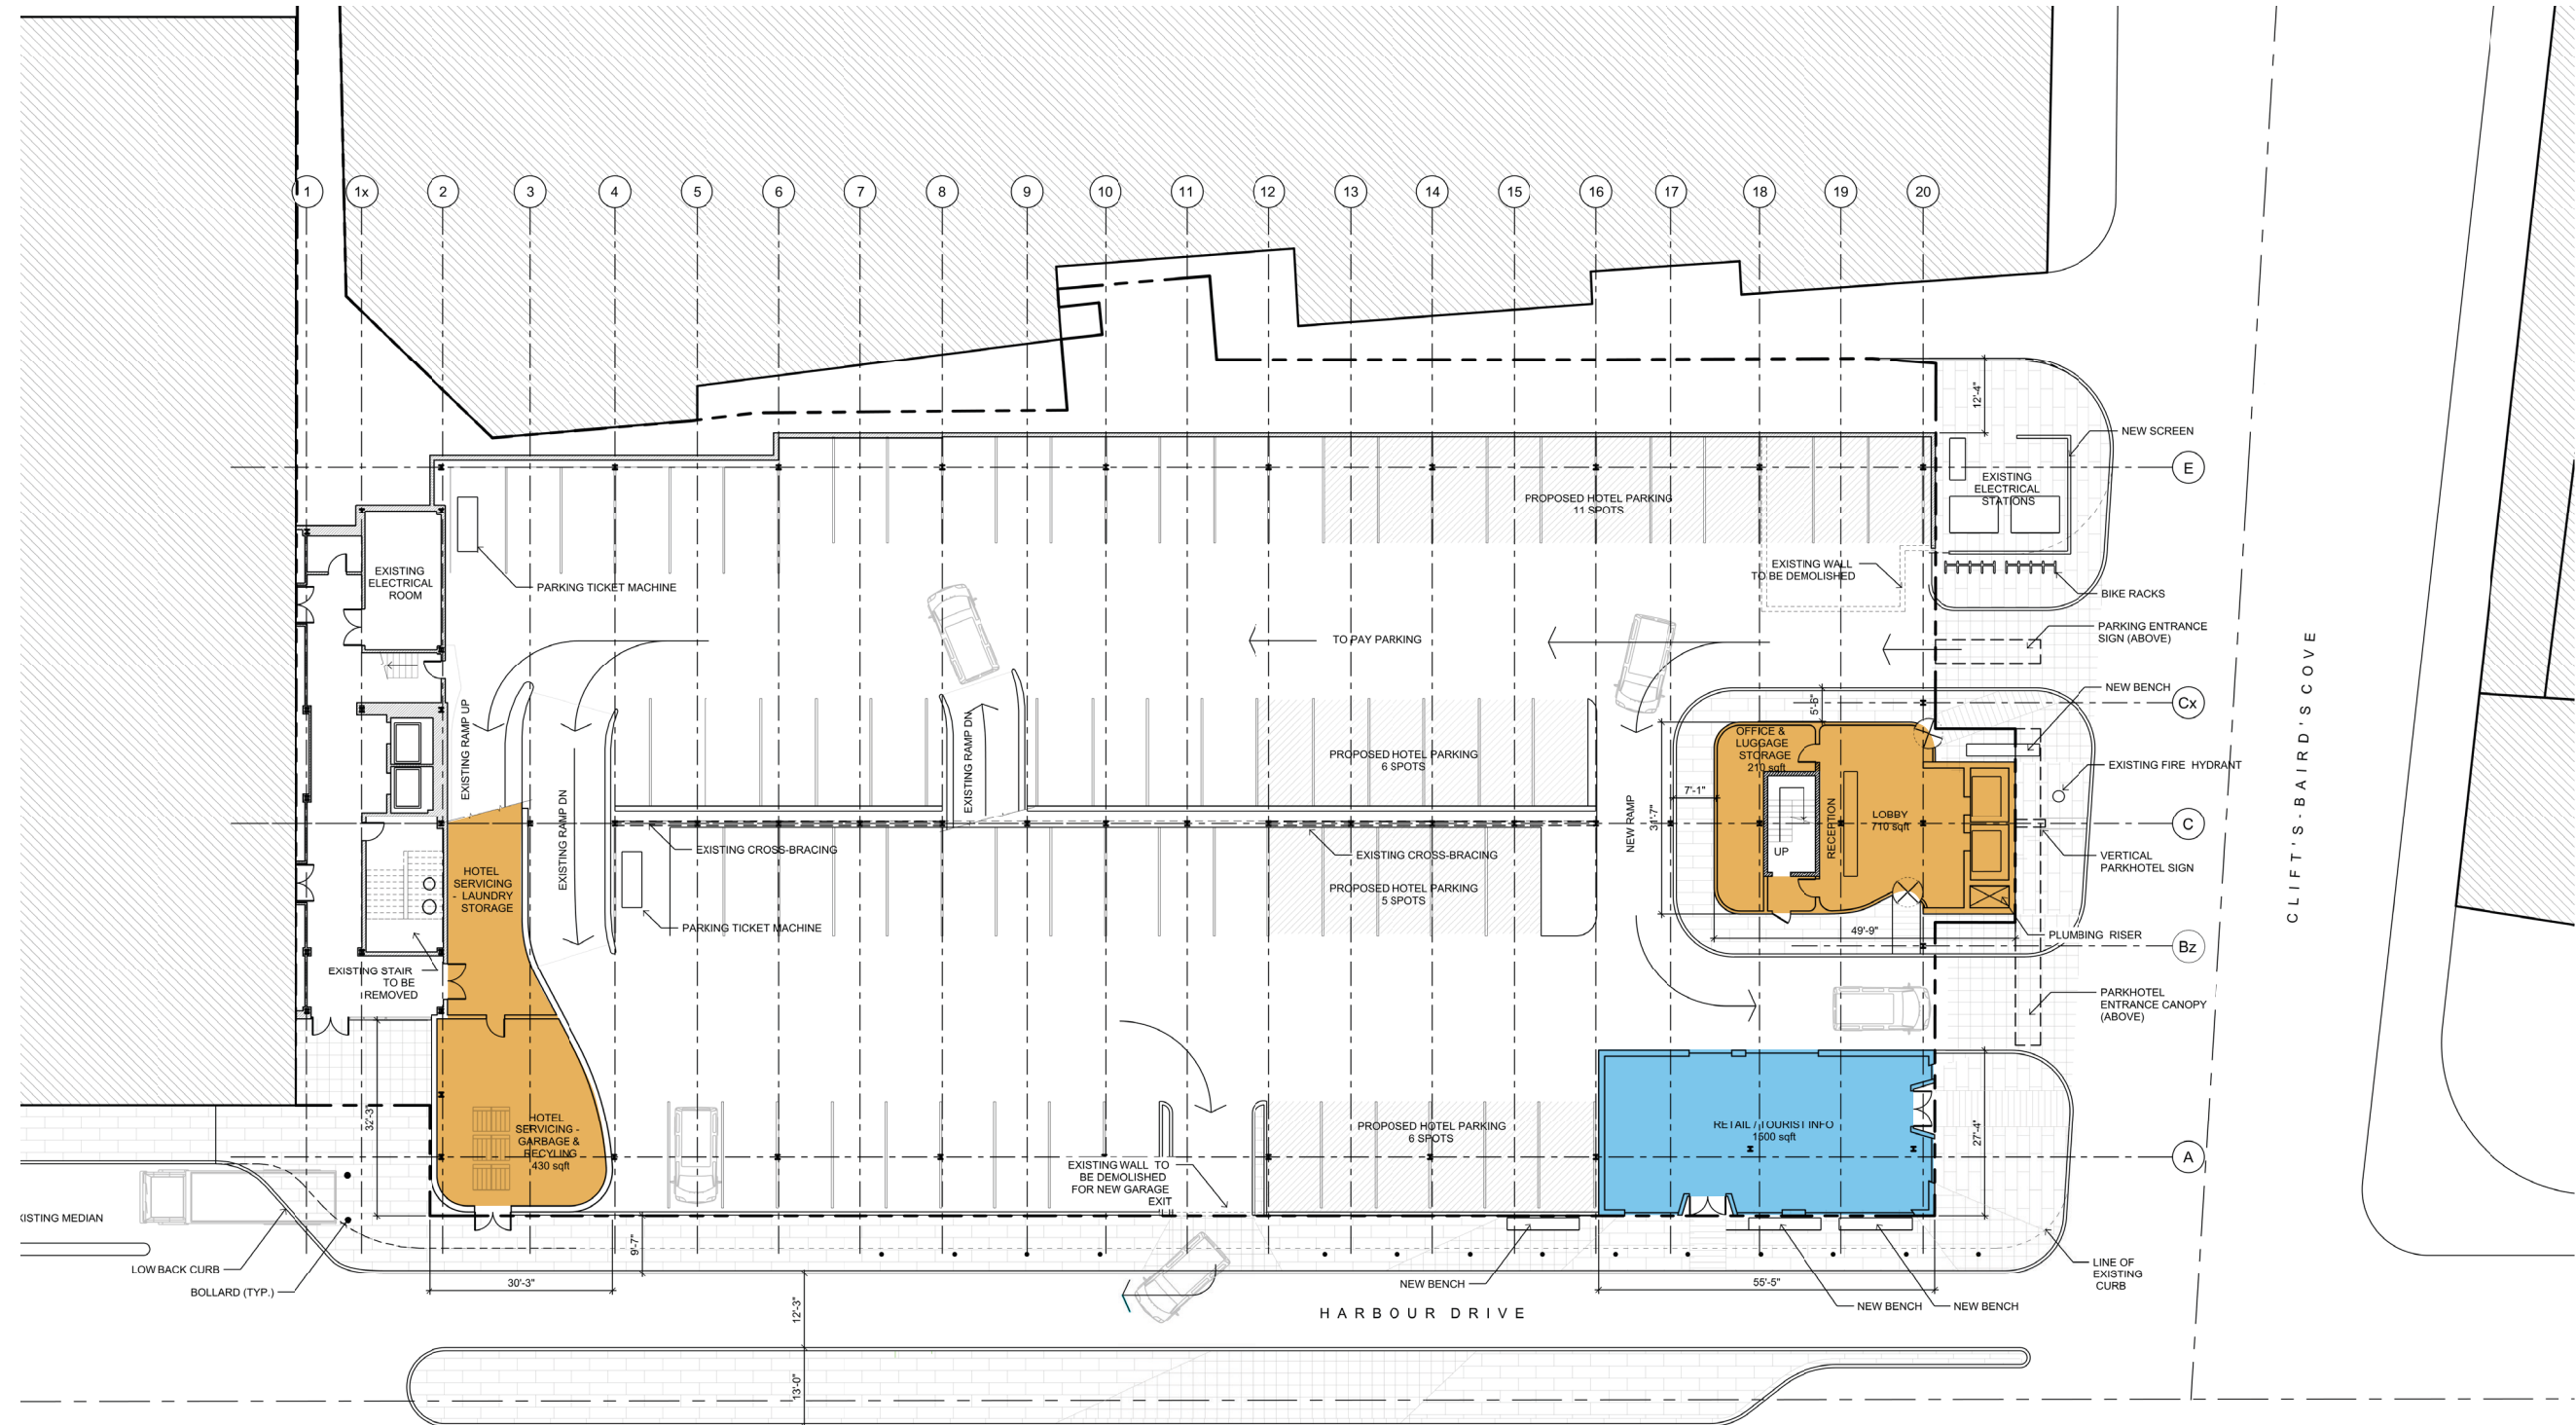 1
1x
2
3
4
5
6
7
8
9
10
11
12
13
14
15
16
17
18
19
20
12'-4"
NEW SCREEN
E
EXISTING
ELECTRICAL
STATIONS
PROPOSED HOTEL PARKING
11 SPOTS
EXISTING
ELECTRICAL
ROOM
PARKING TICKET MACHINE
EXISTING WALL
TO BE DEMOLISHED
BIKE RACKS
TO PAY PARKING
PARKING ENTRANCE
SIGN (ABOVE)
NEW BENCH
Cx
5'-6"
EXISTING RAMP UP
EXISTING RAMP DN
EXISTING RAMP DN
PROPOSED HOTEL PARKING
6 SPOTS
OFFICE &
LUGGAGE
STORAGE
210 sqft
EXISTING FIRE HYDRANT
7'-1"
31'-7"
NEW RAMP
RECEPTION
LOBBY
710 sqft
UP
C
CLIFT'S-BAIRD'S COVE
EXISTING CROSS-BRACING
EXISTING CROSS-BRACING
VERTICAL
PARKHOTEL SIGN
HOTEL
SERVICING
- LAUNDRY
STORAGE
PROPOSED HOTEL PARKING
5 SPOTS
PARKING TICKET MACHINE
49'-9"
PLUMBING RISER
Bz
EXISTING STAIR
TO BE
REMOVED
PARKHOTEL
ENTRANCE CANOPY
(ABOVE)
32'-3"
HOTEL
SERVICING -
GARBAGE &
RECYLING
430 sqft
PROPOSED HOTEL PARKING
6 SPOTS
RETAIL / TOURIST INFO
1500 sqft
27'-4"
A
EXISTING WALL TO
BE DEMOLISHED
FOR NEW GARAGE
EXIT
XISTING MEDIAN
9'-7"
LOW BACK CURB
BOLLARD (TYP.)
30'-3"
NEW BENCH
55'-5"
LINE OF
EXISTING
CURB
12'-3"
HARBOUR DRIVE
NEW BENCH
NEW BENCH
13'-0"